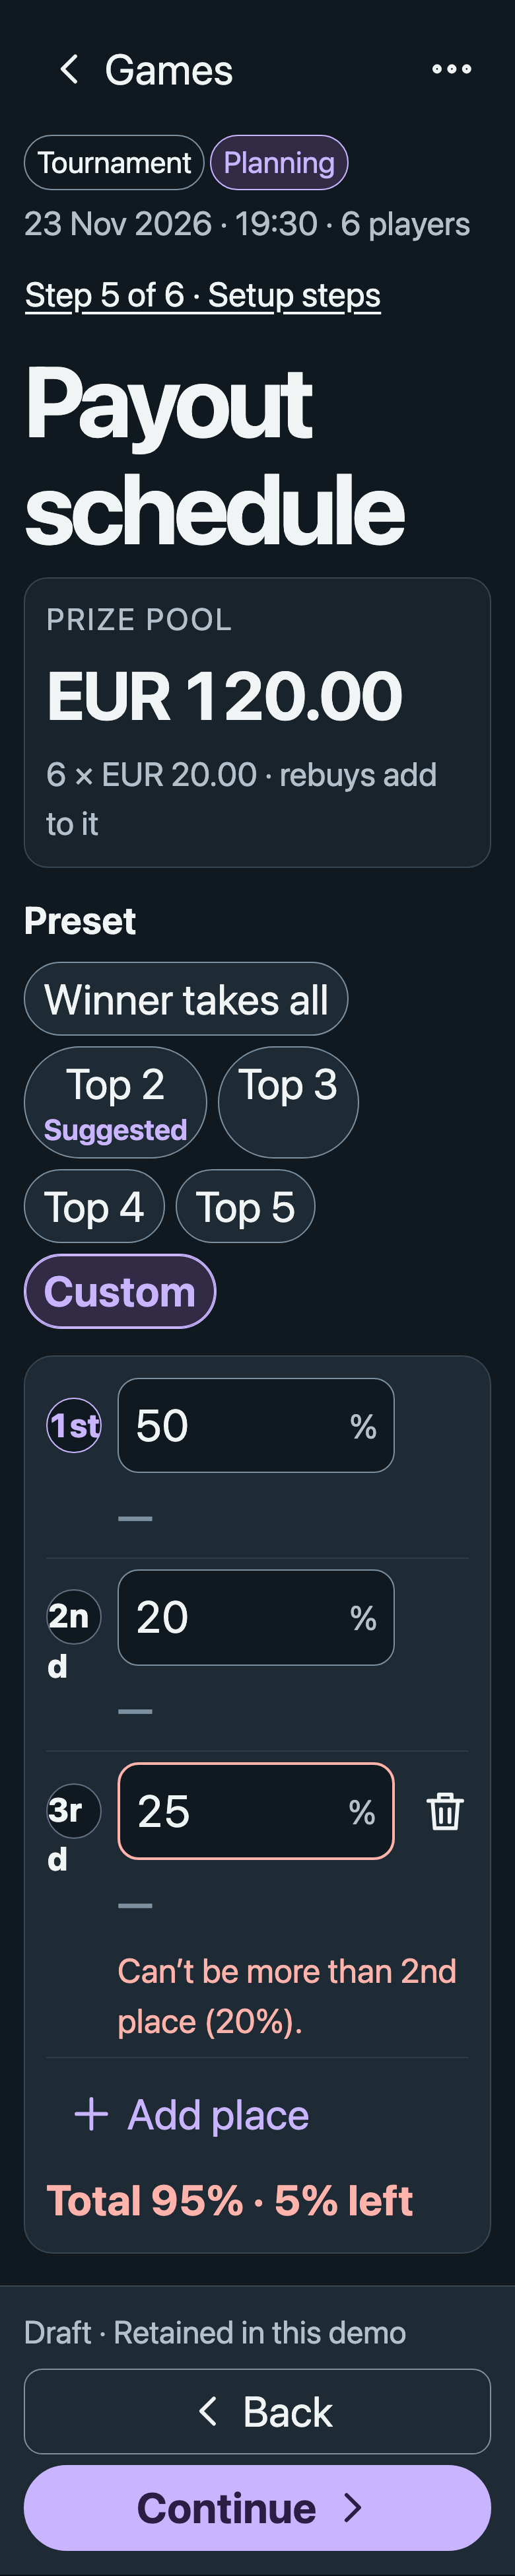 Games
Tournament Planning
23 Nov 2026 · 19:30 · 6 players
Step 5 of 6 · Setup steps
Payout
schedule
PRIZE POOL
EUR 120.00
6 × EUR 20.00 · rebuys add
to it
Preset
Winner takes all
Top 2
Suggested
Top 3
Top 4
Top 5
Custom
1st
50 %
—
2n
d
20 %
—
3r
d
25 %
—
Can’t be more than 2nd
place (20%).
Add place
Total 95% · 5% left
Draft · Retained in this demo
Back
Continue